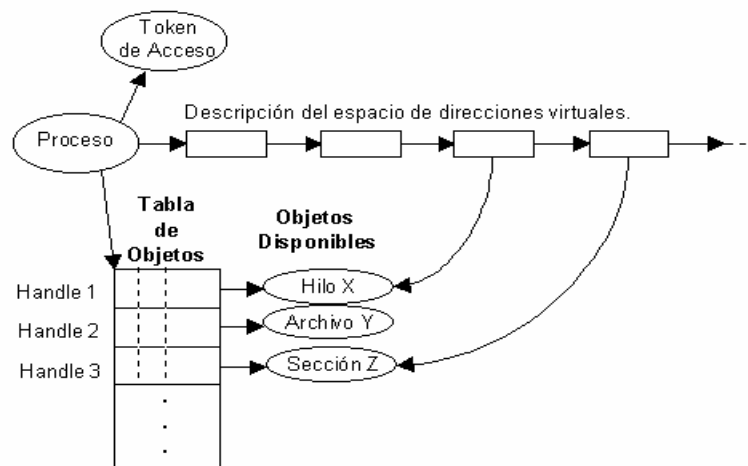 Token
de Acceso
Descripción del espacio de direcciones virtuales.
Proceso
Tabla
de
Objetos
Objetos
Disponibles
Handle 1
Hilo X
Handle 2
Archivo Y
Handle 3
Sección Z